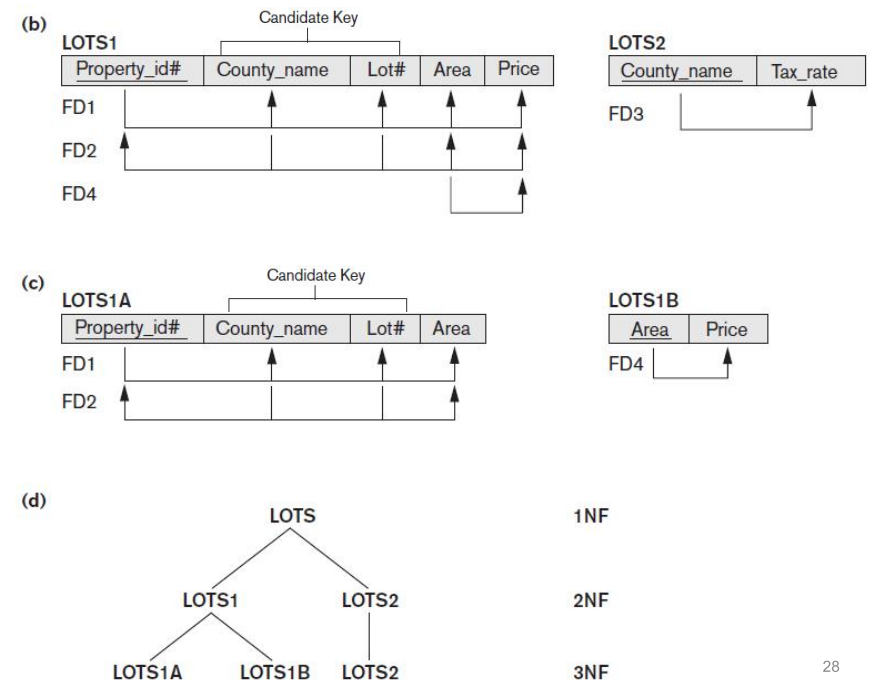 (b)
Candidate Key
LOTS1
Property_id# County_name Lot# Area Price
FD1
FD2
FD4
LOTS2
County_name Tax_rate
FD3
(c)
Candidate Key
LOTS1A
Property_id# County_name Lot# Area
FD1
FD2
LOTS1B
Area Price
FD4
(d)
LOTS 1NF
LOTS1 LOTS2 2NF
LOTS1A LOTS1B LOTS2 3NF
28